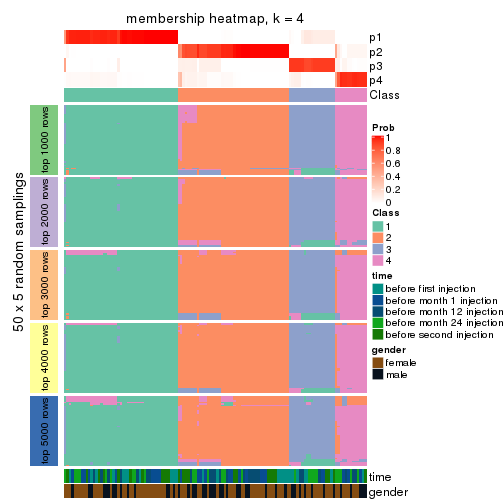 membership heatmap, k = 4
p1
p2
p3
p4
Class
50 x 5 random samplings
top 1000 rows
top 2000 rows
top 3000 rows
top 4000 rows
top 5000 rows
time
gender
Prob
1
0.8
0.6
0.4
0.2
0
Class
1
2
3
4
time
before first injection
before month 1 injection
before month 12 injection
before month 24 injection
before second injection
gender
female
male